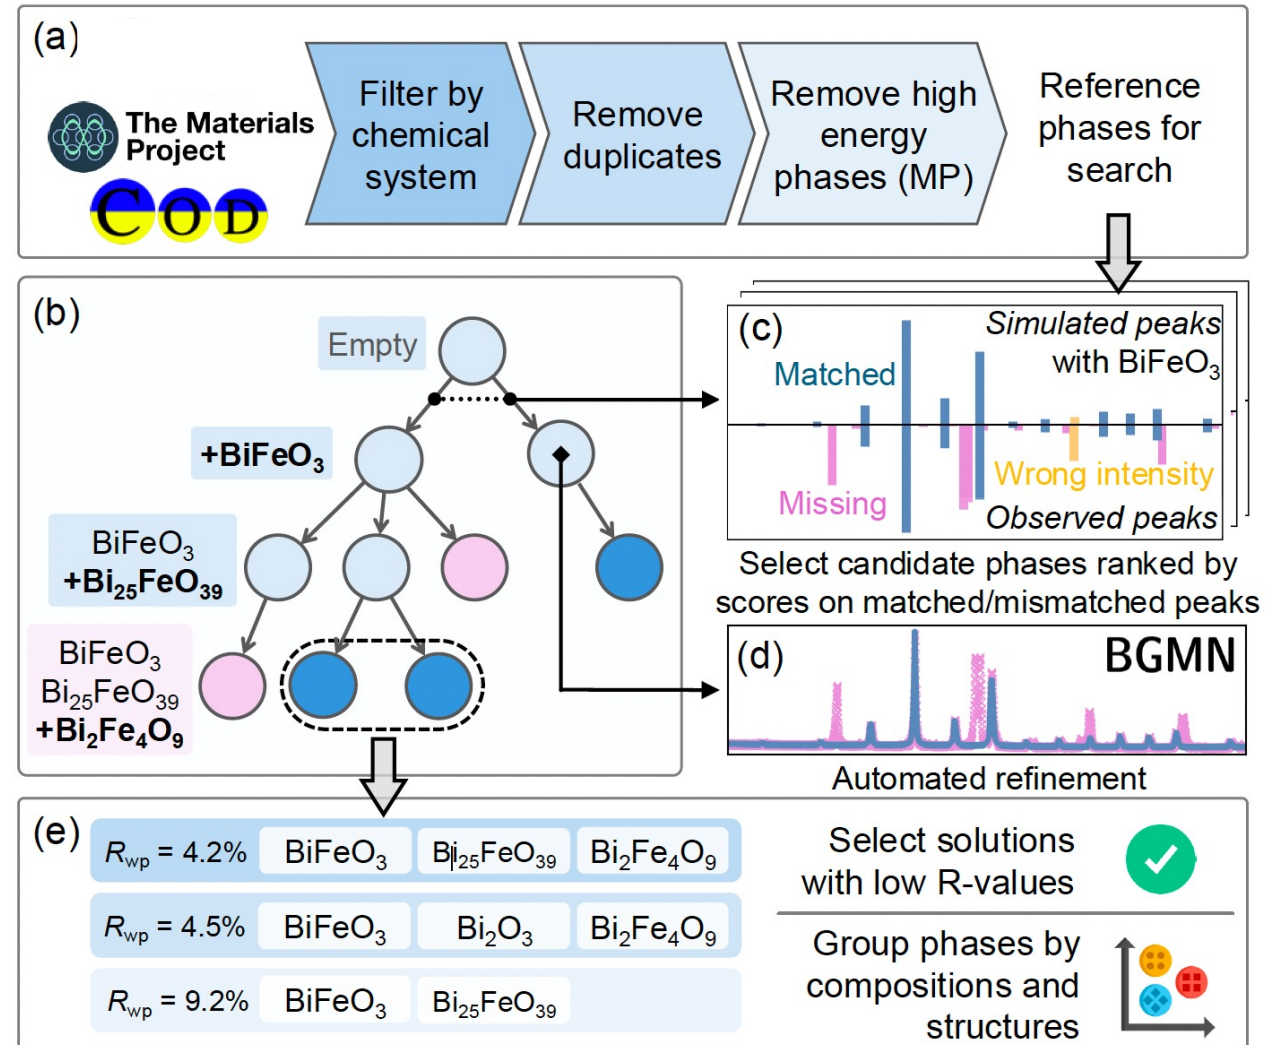 (a)
The Materials
Project
COD
Filter by
chemical
system
Remove
duplicates
Remove high
energy
phases (MP)
Reference
phases for
search
(b)
Empty
+BiFeO₃
BiFeO₃
+Bi₂₅FeO₃₉
BiFeO₃
Bi₂₅FeO₃₉
+Bi₂Fe₄O₉
(c)
Simulated peaks
with BiFeO₃
Matched
Wrong intensity
Missing
Observed peaks
Select candidate phases ranked by
scores on matched/mismatched peaks
(d)
BGMN
Automated refinement
(e)
R_wp = 4.2% BiFeO₃ Bi₂₅FeO₃₉ Bi₂Fe₄O₉
R_wp = 4.5% BiFeO₃ Bi₂O₃ Bi₂Fe₄O₉
R_wp = 9.2% BiFeO₃ Bi₂₅FeO₃₉
Select solutions
with low R-values
Group phases by
compositions and
structures